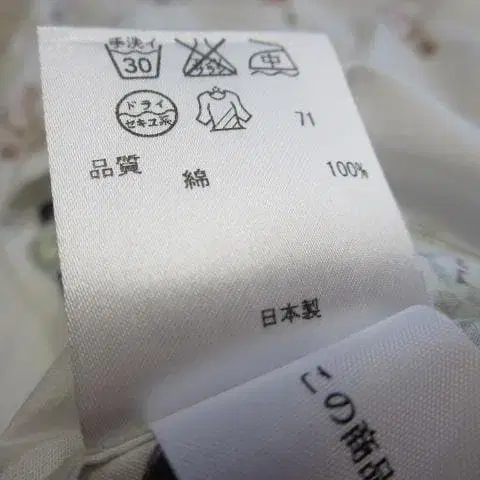 手洗イ
30
中
ドライ
セキユ系
71
品質 綿 100%
日本製
この商品